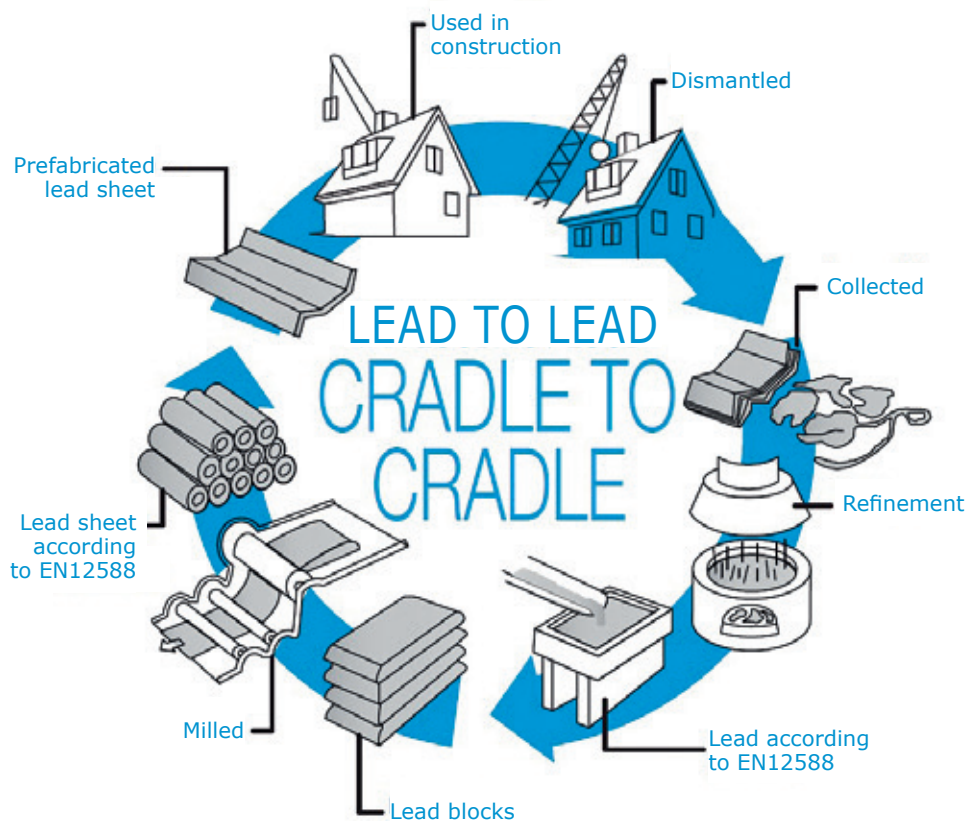 Used in
construction
Dismantled
Prefabricated
lead sheet
Collected
LEAD TO LEAD
CRADLE TO
CRADLE
Refinement
Lead sheet
according
to EN12588
Milled
Lead according
to EN12588
Lead blocks